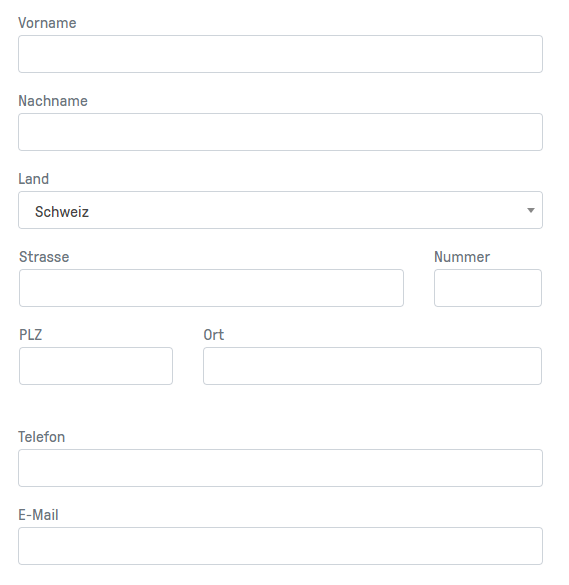 Vorname
Nachname
Land
Schweiz
Strasse Nummer
PLZ Ort
Telefon
E-Mail